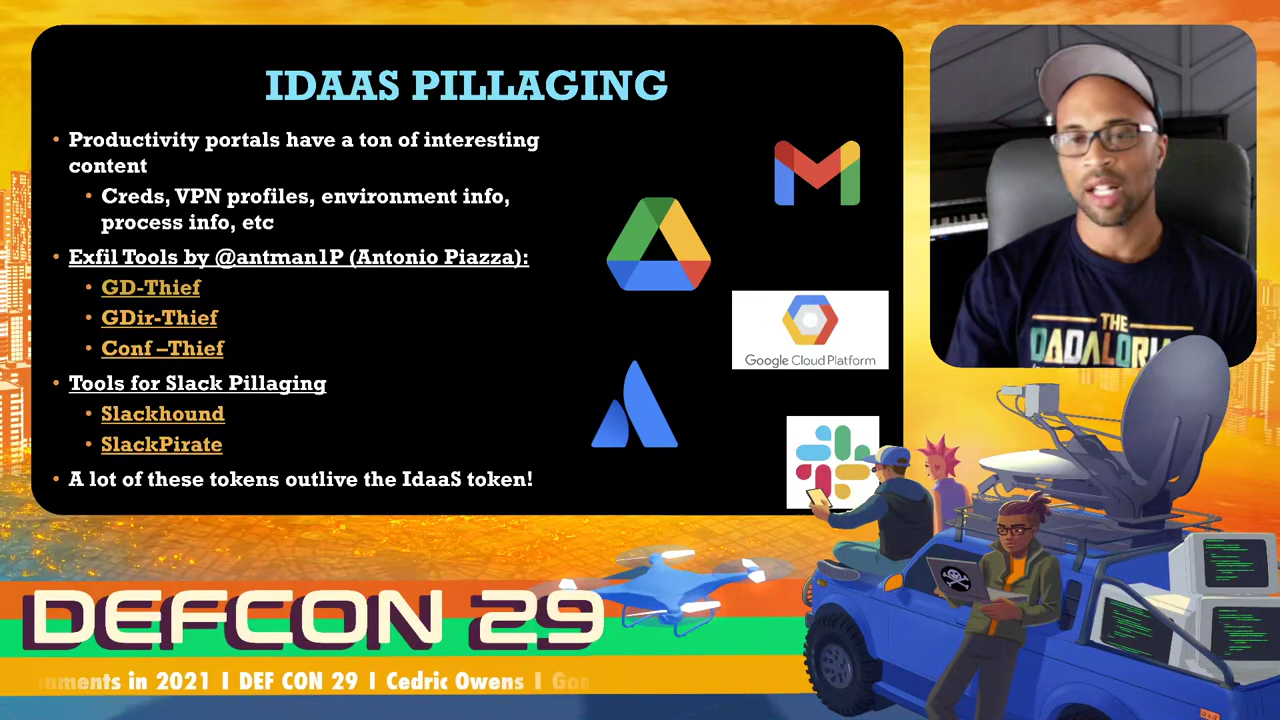 IDAAS PILLAGING
• Productivity portals have a ton of interesting
content
• Creds, VPN profiles, environment info,
process info, etc
• Exfil Tools by @antman1P (Antonio Piazza):
• GD-Thief
• GDir-Thief
• Conf –Thief
• Tools for Slack Pillaging
• Slackhound
• SlackPirate
• A lot of these tokens outlive the IdaaS token!
Google Cloud Platform
THE
DEFCON 29
nments in 2021 | DEF CON 29 | Cedric Owens |